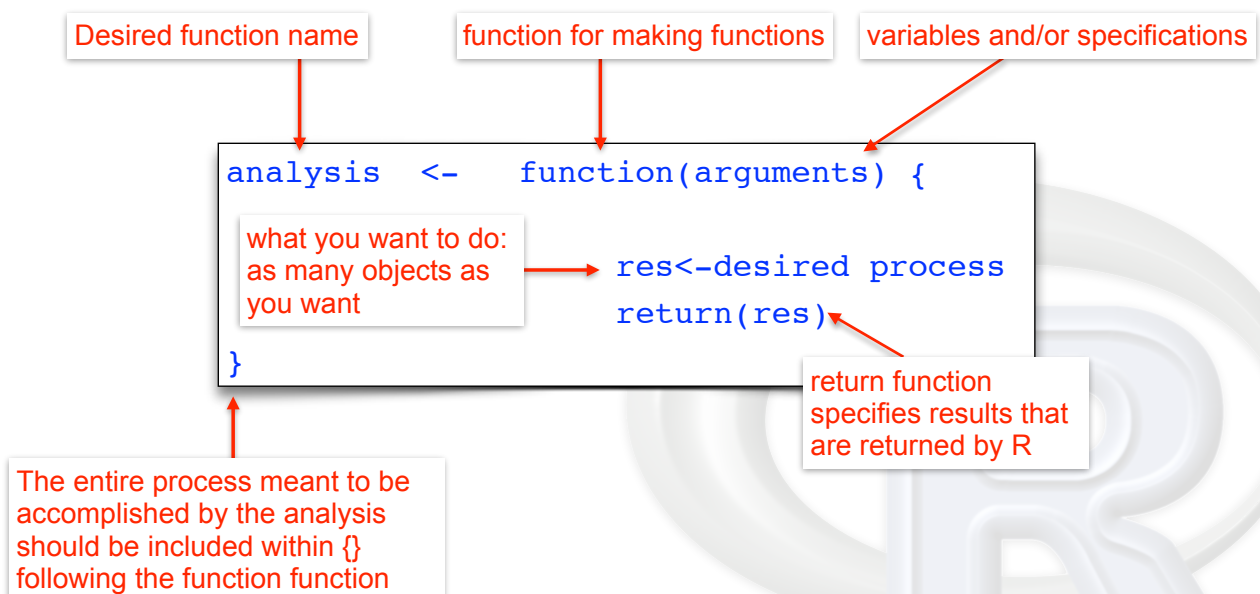 Desired function name
function for making functions
variables and/or specifications
analysis <- function(arguments) {
what you want to do:
as many objects as
you want
res<-desired process
return(res)
}
return function
specifies results that
are returned by R
The entire process meant to be
accomplished by the analysis
should be included within {}
following the function function
R